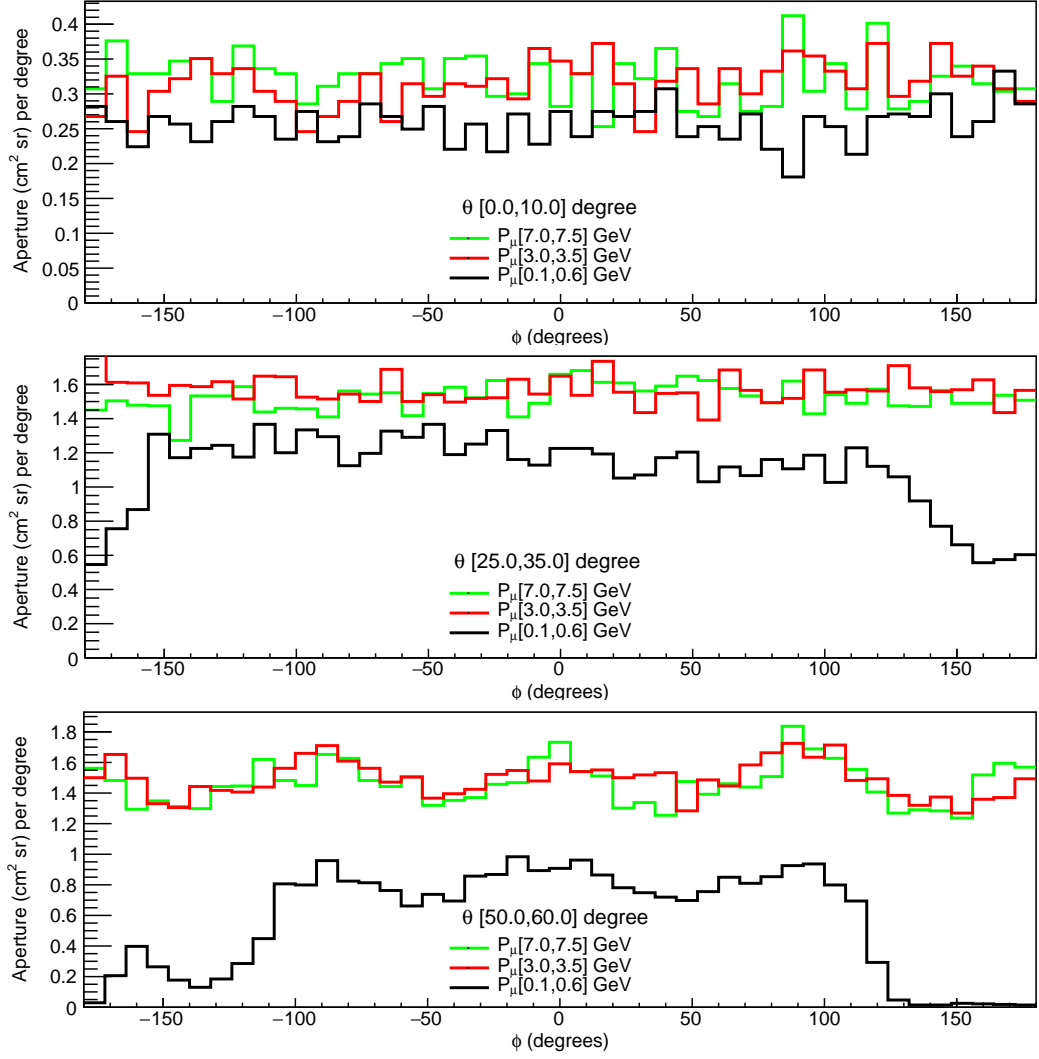 Aperture (cm² sr) per degree
0.4
0.35
0.3
0.25
0.2
0.15
0.1
0.05
0
θ [0.0,10.0] degree
P_μ[7.0,7.5] GeV
P_μ[3.0,3.5] GeV
P_μ[0.1,0.6] GeV
−150 −100 −50 0 50 100 150
ϕ (degrees)
Aperture (cm² sr) per degree
1.6
1.4
1.2
1
0.8
0.6
0.4
0.2
0
θ [25.0,35.0] degree
P_μ[7.0,7.5] GeV
P_μ[3.0,3.5] GeV
P_μ[0.1,0.6] GeV
−150 −100 −50 0 50 100 150
ϕ (degrees)
Aperture (cm² sr) per degree
1.8
1.6
1.4
1.2
1
0.8
0.6
0.4
0.2
0
θ [50.0,60.0] degree
P_μ[7.0,7.5] GeV
P_μ[3.0,3.5] GeV
P_μ[0.1,0.6] GeV
−150 −100 −50 0 50 100 150
ϕ (degrees)